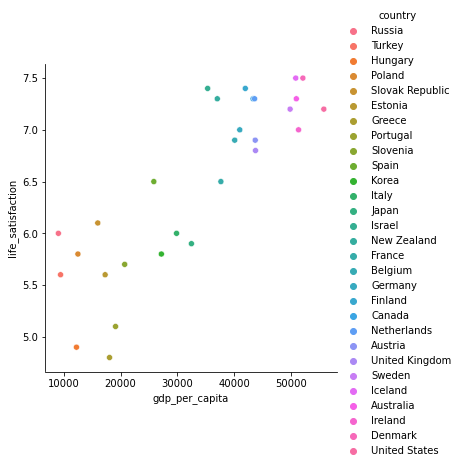 country
Russia
Turkey
Hungary
Poland
Slovak Republic
Estonia
Greece
Portugal
Slovenia
Spain
Korea
Italy
Japan
Israel
New Zealand
France
Belgium
Germany
Finland
Canada
Netherlands
Austria
United Kingdom
Sweden
Iceland
Australia
Ireland
Denmark
United States
7.5
7.0
6.5
6.0
5.5
5.0
life_satisfaction
10000 20000 30000 40000 50000
gdp_per_capita